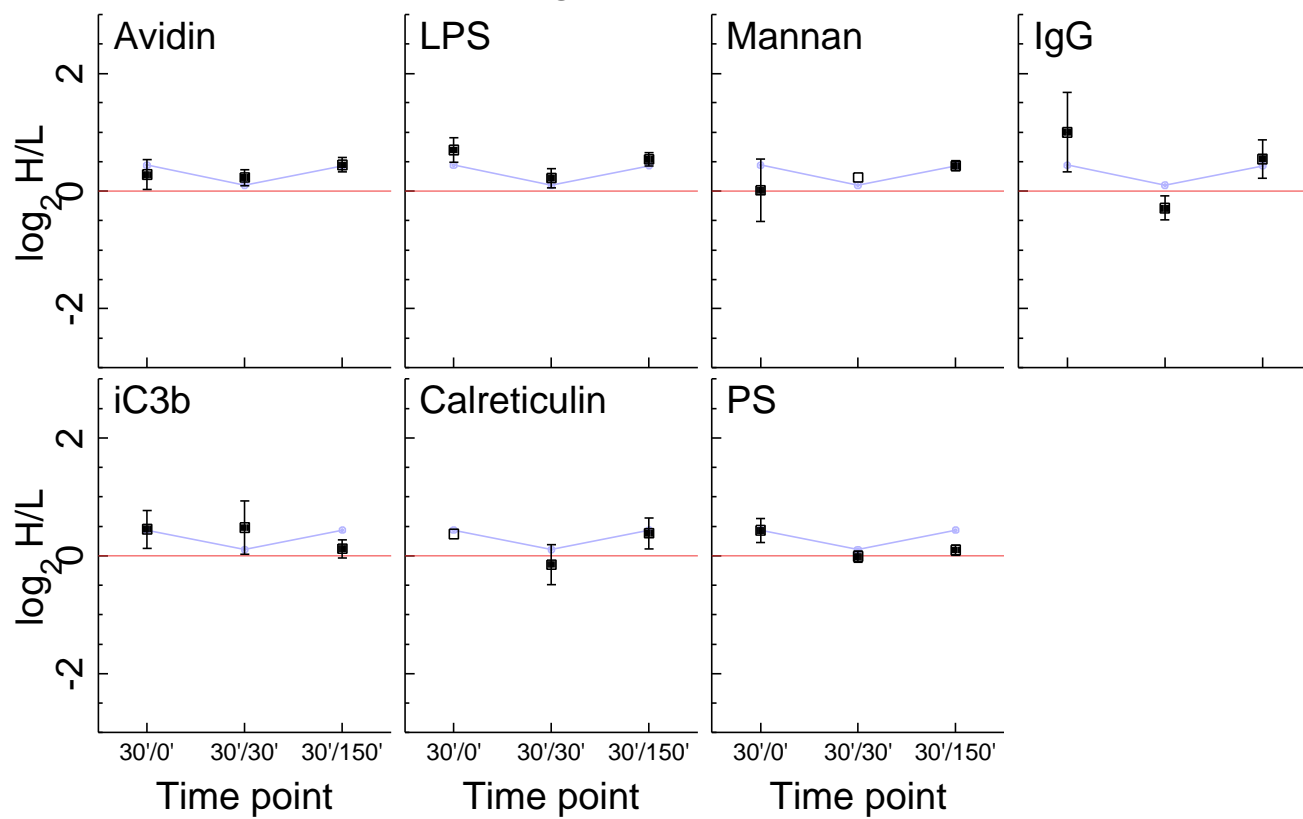 Avidin
LPS
Mannan
IgG
2
0
-2
log2 H/L
iC3b
Calreticulin
PS
2
0
-2
log2 H/L
30'/0' 30'/30' 30'/150'
30'/0' 30'/30' 30'/150'
30'/0' 30'/30' 30'/150'
Time point
Time point
Time point